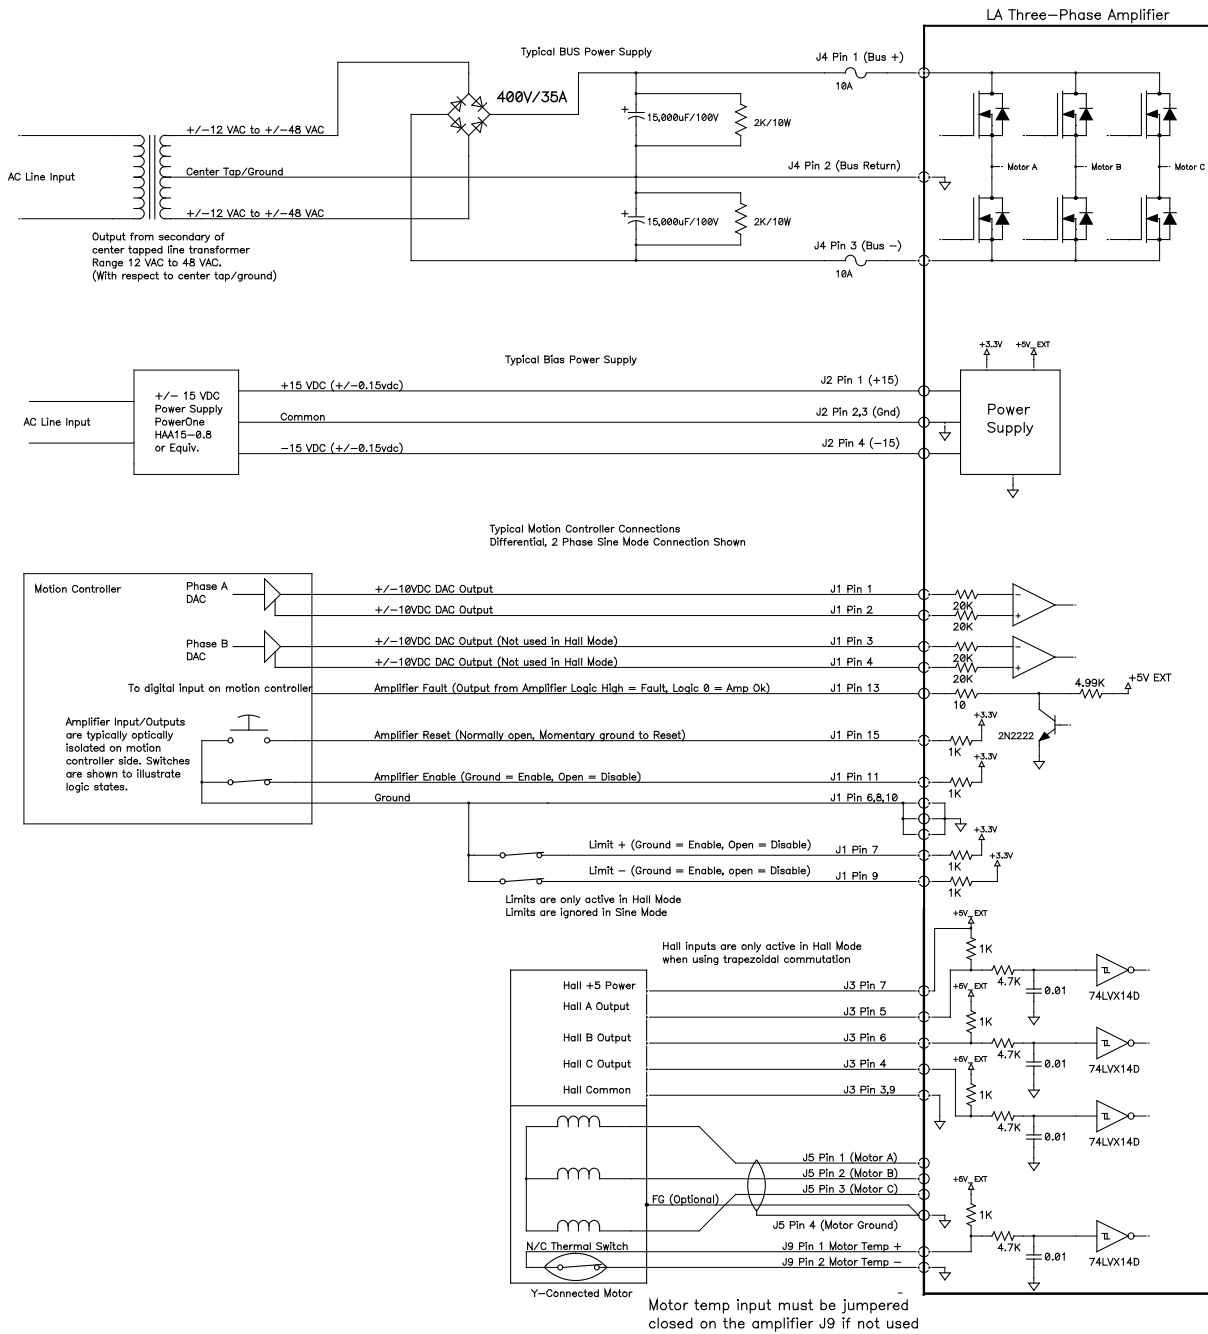 LA Three-Phase Amplifier
Typical BUS Power Supply
J4 Pin 1 (Bus +)
10A
400V/35A
+/-12 VAC to +/-48 VAC
+
15,000uF/100V
2K/10W
AC Line Input
Center Tap/Ground
J4 Pin 2 (Bus Return)
Motor A
Motor B
Motor C
+/-12 VAC to +/-48 VAC
+
15,000uF/100V
2K/10W
Output from secondary of
center tapped line transformer
Range 12 VAC to 48 VAC.
(With respect to center tap/ground)
J4 Pin 3 (Bus -)
10A
Typical Bias Power Supply
+3.3V
+5V_EXT
AC Line Input
+/- 15 VDC
Power Supply
PowerOne
HAA15-0.8
or Equiv.
+15 VDC (+/-0.15vdc)
J2 Pin 1 (+15)
Common
J2 Pin 2,3 (Gnd)
-15 VDC (+/-0.15vdc)
J2 Pin 4 (-15)
Power
Supply
Typical Motion Controller Connections
Differential, 2 Phase Sine Mode Connection Shown
Motion Controller
Phase A
DAC
+/-10VDC DAC Output
J1 Pin 1
20K
-
+/-10VDC DAC Output
J1 Pin 2
20K
+
Phase B
DAC
+/-10VDC DAC Output (Not used in Hall Mode)
J1 Pin 3
20K
-
+/-10VDC DAC Output (Not used in Hall Mode)
J1 Pin 4
20K
+
To digital input on motion controller
Amplifier Fault (Output from Amplifier Logic High = Fault, Logic 0 = Amp Ok)
J1 Pin 13
10
4.99K
+5V EXT
2N2222
Amplifier Input/Outputs
are typically optically
isolated on motion
controller side. Switches
are shown to illustrate
logic states.
Amplifier Reset (Normally open, Momentary ground to Reset)
J1 Pin 15
1K
+3.3V
Amplifier Enable (Ground = Enable, Open = Disable)
J1 Pin 11
1K
+3.3V
Ground
J1 Pin 6,8,10
Limit + (Ground = Enable, Open = Disable)
J1 Pin 7
1K
+3.3V
Limit - (Ground = Enable, open = Disable)
J1 Pin 9
1K
+3.3V
Limits are only active in Hall Mode
Limits are ignored in Sine Mode
Hall inputs are only active in Hall Mode
when using trapezoidal commutation
Hall +5 Power
J3 Pin 7
+5V_EXT
1K
4.7K
0.01
74LVX14D
Hall A Output
J3 Pin 5
+5V_EXT
1K
Hall B Output
J3 Pin 6
4.7K
0.01
74LVX14D
Hall C Output
J3 Pin 4
+5V_EXT
1K
4.7K
0.01
74LVX14D
Hall Common
J3 Pin 3,9
J5 Pin 1 (Motor A)
J5 Pin 2 (Motor B)
J5 Pin 3 (Motor C)
FG (Optional)
J5 Pin 4 (Motor Ground)
+5V_EXT
1K
4.7K
0.01
74LVX14D
N/C Thermal Switch
J9 Pin 1 Motor Temp +
J9 Pin 2 Motor Temp -
Y-Connected Motor
Motor temp input must be jumpered
closed on the amplifier J9 if not used